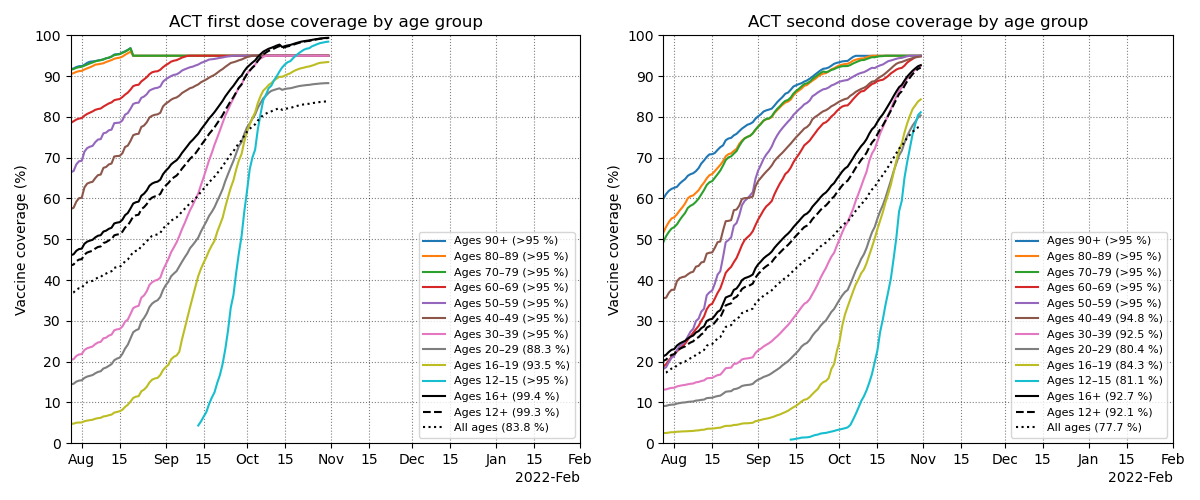 ACT first dose coverage by age group
Vaccine coverage (%)
100
90
80
70
60
50
40
30
20
10
0
Aug 15 Sep 15 Oct 15 Nov 15 Dec 15 Jan 15 Feb
2022-Feb
Ages 90+ (>95 %)
Ages 80–89 (>95 %)
Ages 70–79 (>95 %)
Ages 60–69 (>95 %)
Ages 50–59 (>95 %)
Ages 40–49 (>95 %)
Ages 30–39 (>95 %)
Ages 20–29 (88.3 %)
Ages 16–19 (93.5 %)
Ages 12–15 (>95 %)
Ages 16+ (99.4 %)
Ages 12+ (99.3 %)
All ages (83.8 %)
ACT second dose coverage by age group
Vaccine coverage (%)
100
90
80
70
60
50
40
30
20
10
0
Aug 15 Sep 15 Oct 15 Nov 15 Dec 15 Jan 15 Feb
2022-Feb
Ages 90+ (>95 %)
Ages 80–89 (>95 %)
Ages 70–79 (>95 %)
Ages 60–69 (>95 %)
Ages 50–59 (>95 %)
Ages 40–49 (94.8 %)
Ages 30–39 (92.5 %)
Ages 20–29 (80.4 %)
Ages 16–19 (84.3 %)
Ages 12–15 (81.1 %)
Ages 16+ (92.7 %)
Ages 12+ (92.1 %)
All ages (77.7 %)